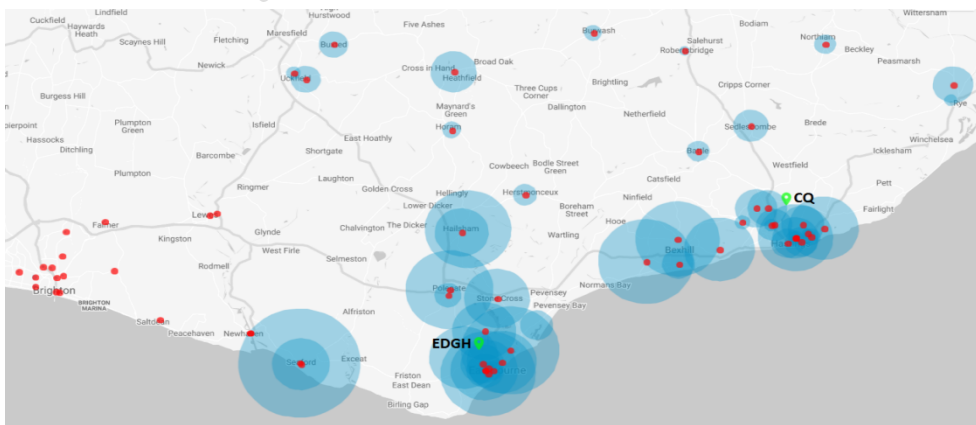 Lindfield
Cuckfield
Hurstwood
Five Ashes
Wittersham
Haywards
Heath
Scaynes Hill
Fletching
Maresfield
Buxted
Burwash
Salehurst
Robertsbridge
Bodiam
Northiam
Beckley
Newick
Uckfield
Cross in Hand
Broad Oak
Heathfield
Peasmarsh
Three Cups
Corner
Brightling
Cripps Corner
Burgess Hill
Maynard's
Green
Dallington
Rye
Isfield
Horam
Netherfield
Sedlescombe
Brede
Plumpton
Green
Hassocks
Ditchling
Barcombe
East Hoathly
Winchelsea
Shortgate
Battle
Icklesham
Cowbeech
Bodle Street
Green
Westfield
Plumpton
Ringmer
Laughton
Golden Cross
Hellingly
Herstmonceux
Catsfield
Pett
Lower Dicker
Boreham
Street
Ninfield
CQ
Fairlight
Lewes
Falmer
Kingston
Glynde
Chalvington
The Dicker
Hailsham
Wartling
Hooe
Bexhill
West Firle
Selmeston
Rodmell
Polegate
Stone Cross
Pevensey
Normans Bay
Brighton
BRIGHTON
MARINA
Alfriston
Pevensey Bay
Saltdean
Peacehaven
Newhaven
EDGH
Seaford
Exceat
Friston
East Dean
Birling Gap